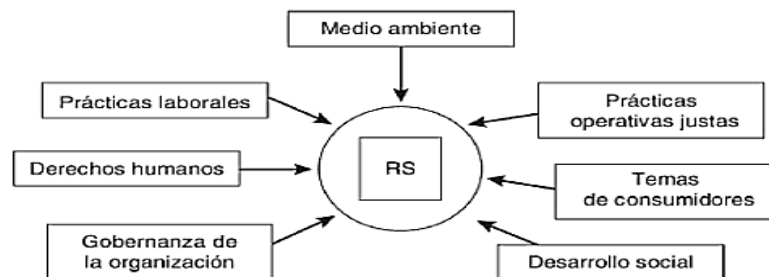 Medio ambiente
Prácticas laborales
Prácticas
operativas justas
Derechos humanos
RS
Temas
de consumidores
Gobernanza de
la organización
Desarrollo social